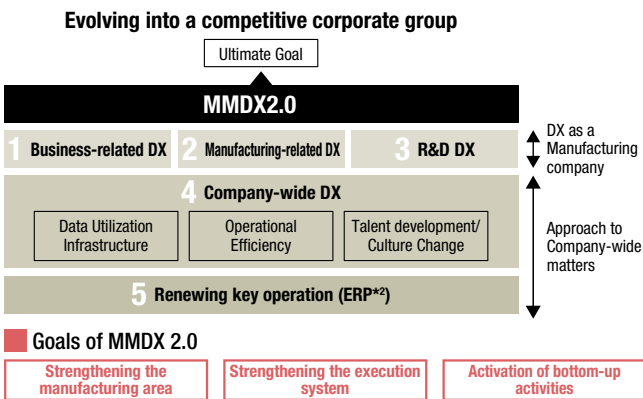 Evolving into a competitive corporate group
Ultimate Goal
MMDX2.0
1 Business-related DX
2 Manufacturing-related DX
3 R&D DX
DX as a
Manufacturing
company
4 Company-wide DX
Data Utilization
Infrastructure
Operational
Efficiency
Talent development/
Culture Change
Approach to
Company-wide
matters
5 Renewing key operation (ERP*2)
Goals of MMDX 2.0
Strengthening the
manufacturing area
Strengthening the execution
system
Activation of bottom-up
activities